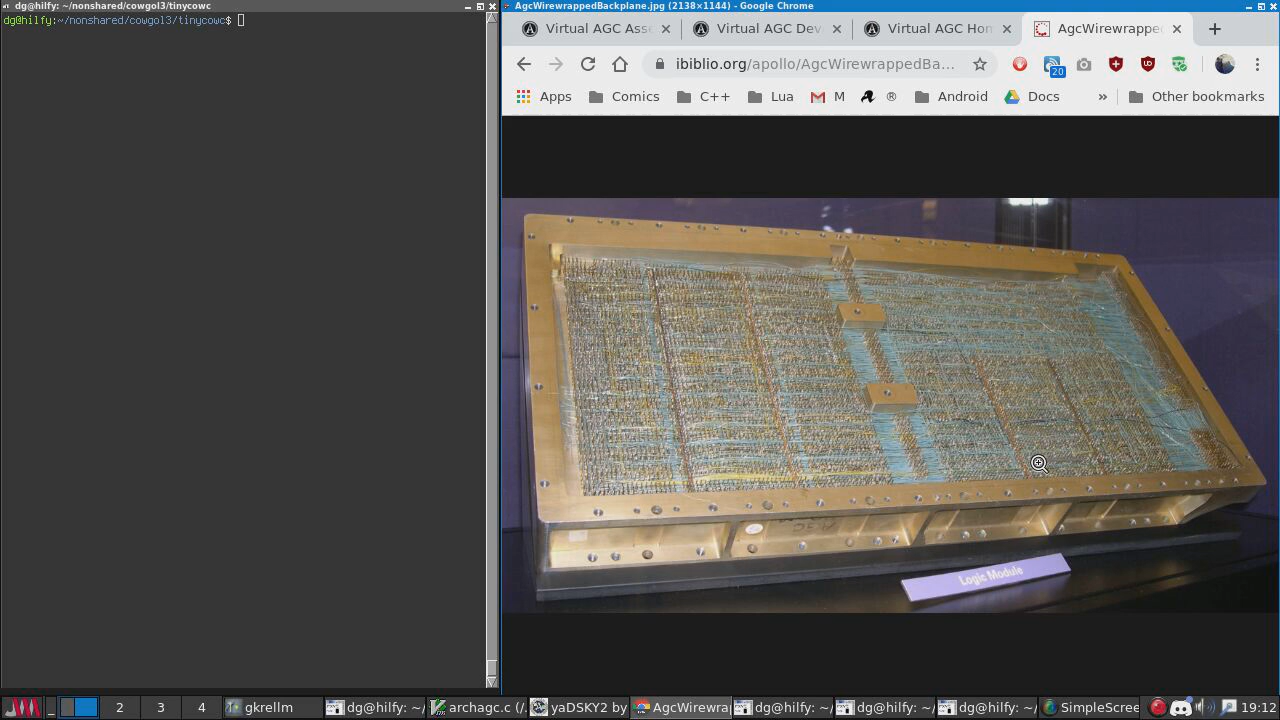 dg@hilfy: ~/nonshared/cowgol3/tinycowc
dg@hilfy:~/nonshared/cowgol3/tinycowc$
AgcWirewrappedBackplane.jpg (2138×1144) - Google Chrome
Virtual AGC Ass
Virtual AGC Dev
Virtual AGC Hom
AgcWirewrappe
ibiblio.org/apollo/AgcWirewrappedBa...
20
Apps
Comics
C++
Lua
M
®
Android
Docs
»
Other bookmarks
Logic Module
2
3
4
gkrellm
dg@hilfy: ~/
archagc.c (/
yaDSKY2 by
AgcWirewra
dg@hilfy: ~/
dg@hilfy: ~/
dg@hilfy: ~/
SimpleScree
19:12